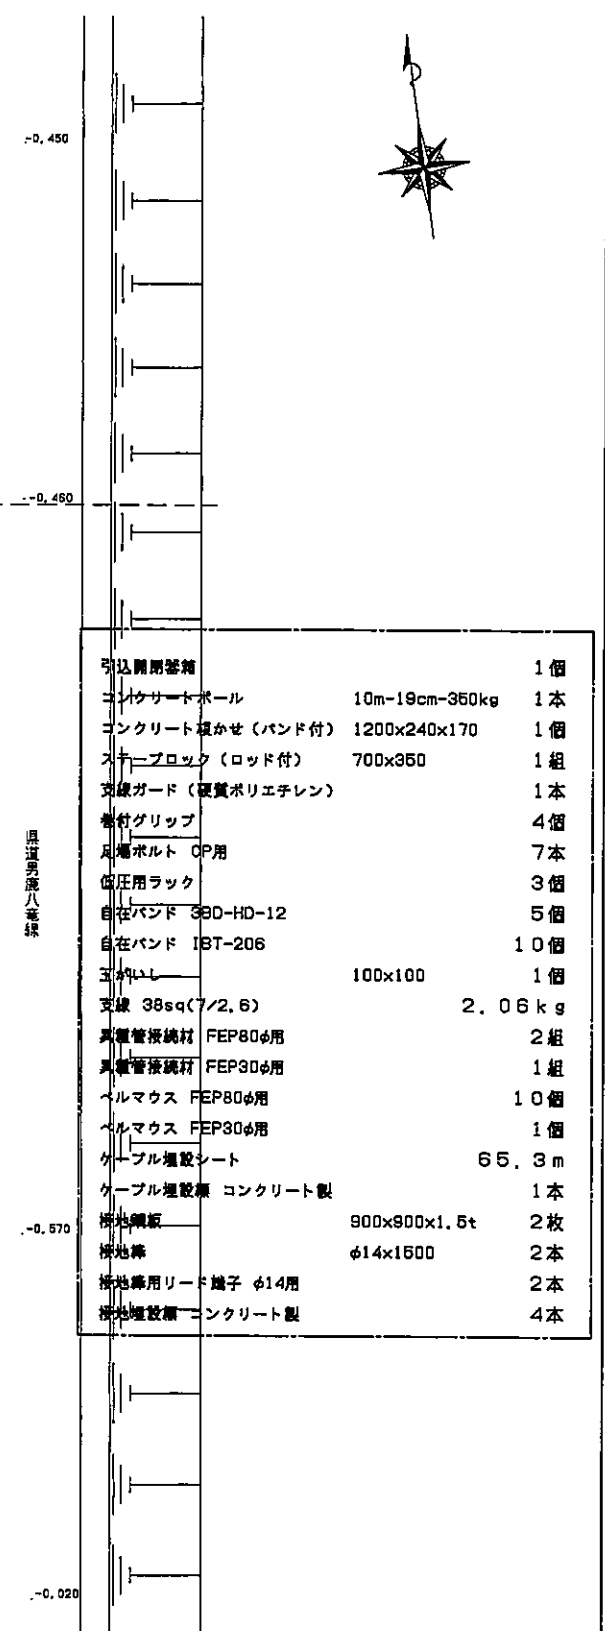 -0,450
-0,460
引込開閉器箱 1個
コンクリートポール 10m-19cm-350kg 1本
コンクリート根かせ（バンド付） 1200x240x170 1個
ステーブロック（ロッド付） 700x350 1組
支線ガード（硬質ポリエチレン） 1本
巻付グリップ 4個
足場ボルト CP用 7本
低圧用ラック 3個
自在バンド 3BD-HD-12 5個
自在バンド IBT-206 10個
玉がいし 100x100 1個
支線 38sq(7/2,6) 2.06kg
異種管接続材 FEP80φ用 2組
異種管接続材 FEP30φ用 1組
ベルマウス FEP80φ用 10個
ベルマウス FEP30φ用 1個
ケーブル埋設シート 65.3m
ケーブル埋設標 コンクリート製 1本
接地銅板 900x900x1.5t 2枚
接地棒 φ14x1500 2本
接地棒用リード端子 φ14用 2本
接地埋設標 コンクリート製 4本
県道男鹿八竜線
-0,570
-0,020